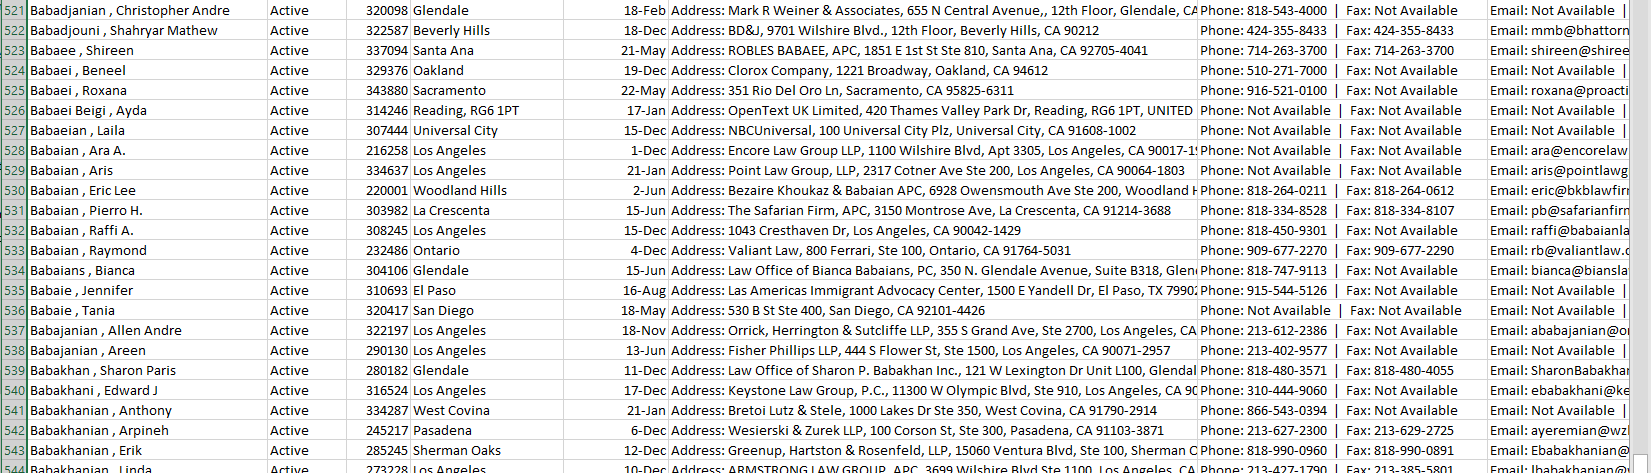 521 Babadjanian , Christopher Andre Active 320098 Glendale 18-Feb Address: Mark R Weiner & Associates, 655 N Central Avenue,, 12th Floor, Glendale, CA Phone: 818-543-4000 | Fax: Not Available Email: Not Available |
522 Babadjouni , Shahryar Mathew Active 322587 Beverly Hills 18-Dec Address: BD&J, 9701 Wilshire Blvd., 12th Floor, Beverly Hills, CA 90212 Phone: 424-355-8433 | Fax: 424-355-8433 Email: mmb@bhattorn
523 Babaee , Shireen Active 337094 Santa Ana 21-May Address: ROBLES BABAEE, APC, 1851 E 1st St Ste 810, Santa Ana, CA 92705-4041 Phone: 714-263-3700 | Fax: 714-263-3700 Email: shireen@shiree
524 Babaei , Beneel Active 329376 Oakland 19-Dec Address: Clorox Company, 1221 Broadway, Oakland, CA 94612 Phone: 510-271-7000 | Fax: Not Available Email: Not Available |
525 Babaei , Roxana Active 343880 Sacramento 22-May Address: 351 Rio Del Oro Ln, Sacramento, CA 95825-6311 Phone: 916-521-0100 | Fax: Not Available Email: roxana@proacti
526 Babaei Beigi , Ayda Active 314246 Reading, RG6 1PT 17-Jan Address: OpenText UK Limited, 420 Thames Valley Park Dr, Reading, RG6 1PT, UNITED Phone: Not Available | Fax: Not Available Email: Not Available |
527 Babaeian , Laila Active 307444 Universal City 15-Dec Address: NBCUniversal, 100 Universal City Plz, Universal City, CA 91608-1002 Phone: Not Available | Fax: Not Available Email: Not Available |
528 Babaian , Ara A. Active 216258 Los Angeles 1-Dec Address: Encore Law Group LLP, 1100 Wilshire Blvd, Apt 3305, Los Angeles, CA 90017-19 Phone: Not Available | Fax: Not Available Email: ara@encorelaw
529 Babaian , Aris Active 334637 Los Angeles 21-Jan Address: Point Law Group, LLP, 2317 Cotner Ave Ste 200, Los Angeles, CA 90064-1803 Phone: Not Available | Fax: Not Available Email: aris@pointlawg
530 Babaian , Eric Lee Active 220001 Woodland Hills 2-Jun Address: Bezaire Khoukaz & Babaian APC, 6928 Owensmouth Ave Ste 200, Woodland H Phone: 818-264-0211 | Fax: 818-264-0612 Email: eric@bkblawfir
531 Babaian , Pierro H. Active 303982 La Crescenta 15-Jun Address: The Safarian Firm, APC, 3150 Montrose Ave, La Crescenta, CA 91214-3688 Phone: 818-334-8528 | Fax: 818-334-8107 Email: pb@safarianfirn
532 Babaian , Raffi A. Active 308245 Los Angeles 15-Dec Address: 1043 Cresthaven Dr, Los Angeles, CA 90042-1429 Phone: 818-450-9301 | Fax: Not Available Email: raffi@babaianla
533 Babaian , Raymond Active 232486 Ontario 4-Dec Address: Valiant Law, 800 Ferrari, Ste 100, Ontario, CA 91764-5031 Phone: 909-677-2270 | Fax: 909-677-2290 Email: rb@valiantlaw.c
534 Babaians , Bianca Active 304106 Glendale 15-Jun Address: Law Office of Bianca Babaians, PC, 350 N. Glendale Avenue, Suite B318, Glen Phone: 818-747-9113 | Fax: Not Available Email: bianca@biansla
535 Babaie , Jennifer Active 310693 El Paso 16-Aug Address: Las Americas Immigrant Advocacy Center, 1500 E Yandell Dr, El Paso, TX 79902 Phone: 915-544-5126 | Fax: Not Available Email: Not Available |
536 Babaie , Tania Active 320417 San Diego 18-May Address: 530 B St Ste 400, San Diego, CA 92101-4426 Phone: Not Available | Fax: Not Available Email: Not Available |
537 Babajanian , Allen Andre Active 322197 Los Angeles 18-Nov Address: Orrick, Herrington & Sutcliffe LLP, 355 S Grand Ave, Ste 2700, Los Angeles, CA Phone: 213-612-2386 | Fax: Not Available Email: ababajanian@or
538 Babajanian , Areen Active 290130 Los Angeles 13-Jun Address: Fisher Phillips LLP, 444 S Flower St, Ste 1500, Los Angeles, CA 90071-2957 Phone: 213-402-9577 | Fax: Not Available Email: Not Available |
539 Babakhan , Sharon Paris Active 280182 Glendale 11-Dec Address: Law Office of Sharon P. Babakhan Inc., 121 W Lexington Dr Unit L100, Glendal Phone: 818-480-3571 | Fax: 818-480-4055 Email: SharonBabakha
540 Babakhani , Edward J Active 316524 Los Angeles 17-Dec Address: Keystone Law Group, P.C., 11300 W Olympic Blvd, Ste 910, Los Angeles, CA 90 Phone: 310-444-9060 | Fax: Not Available Email: ebabakhani@ke
541 Babakhanian , Anthony Active 334287 West Covina 21-Jan Address: Bretoi Lutz & Stele, 1000 Lakes Dr Ste 350, West Covina, CA 91790-2914 Phone: 866-543-0394 | Fax: Not Available Email: Not Available |
542 Babakhanian , Arpineh Active 245217 Pasadena 6-Dec Address: Wesierski & Zurek LLP, 100 Corson St, Ste 300, Pasadena, CA 91103-3871 Phone: 213-627-2300 | Fax: 213-629-2725 Email: ayeremian@wz
543 Babakhanian , Erik Active 285245 Sherman Oaks 12-Dec Address: Greenup, Hartston & Rosenfeld, LLP, 15060 Ventura Blvd, Ste 100, Sherman O Phone: 818-990-0960 | Fax: 818-990-0891 Email: Ebabakhanian@
544 Babakhanian , Linda Active 273228 Los Angeles 10-Dec Address: ARMSTRONG LAW GROUP, APC, 3699 Wilshire Blvd Ste 1100, Los Angeles, CA Phone: 213-427-1790 | Fax: 213-385-5801 Email: lbabakhanian@